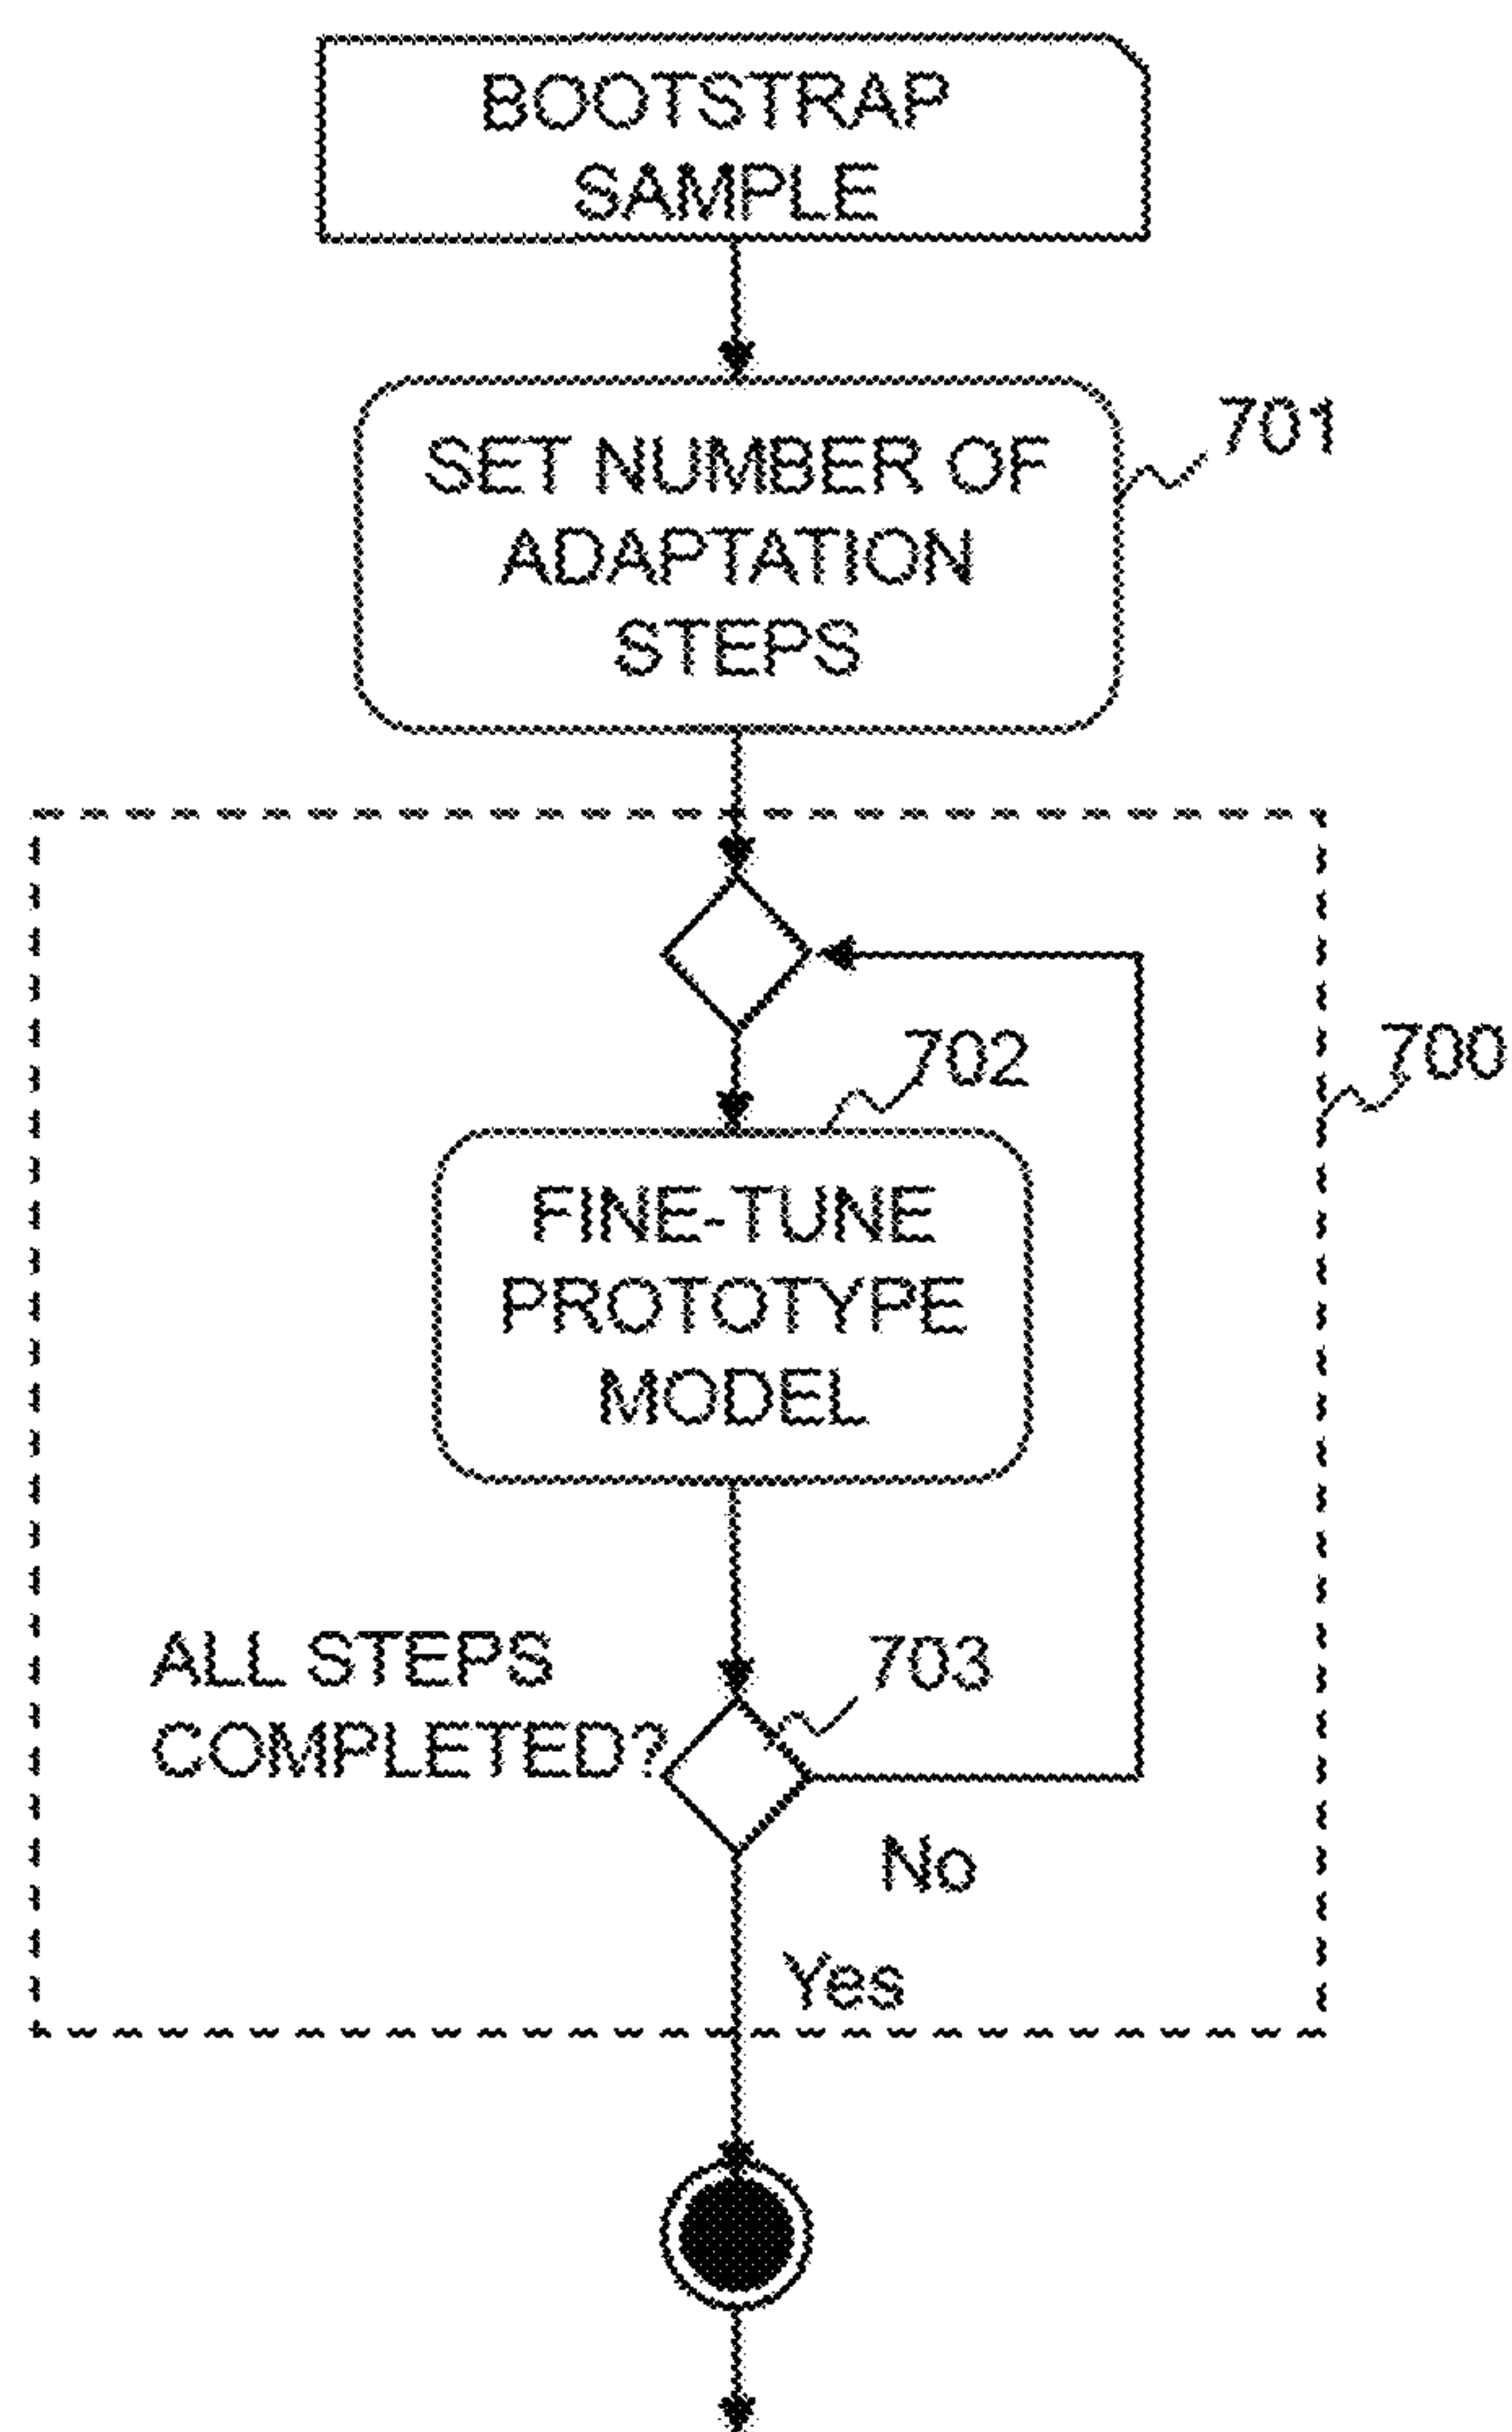 BOOTSTRAP
SAMPLE
701
SET NUMBER OF
ADAPTATION
STEPS
702
700
FINE-TUNE
PROTOTYPE
MODEL
ALL STEPS
COMPLETED?
703
No
Yes